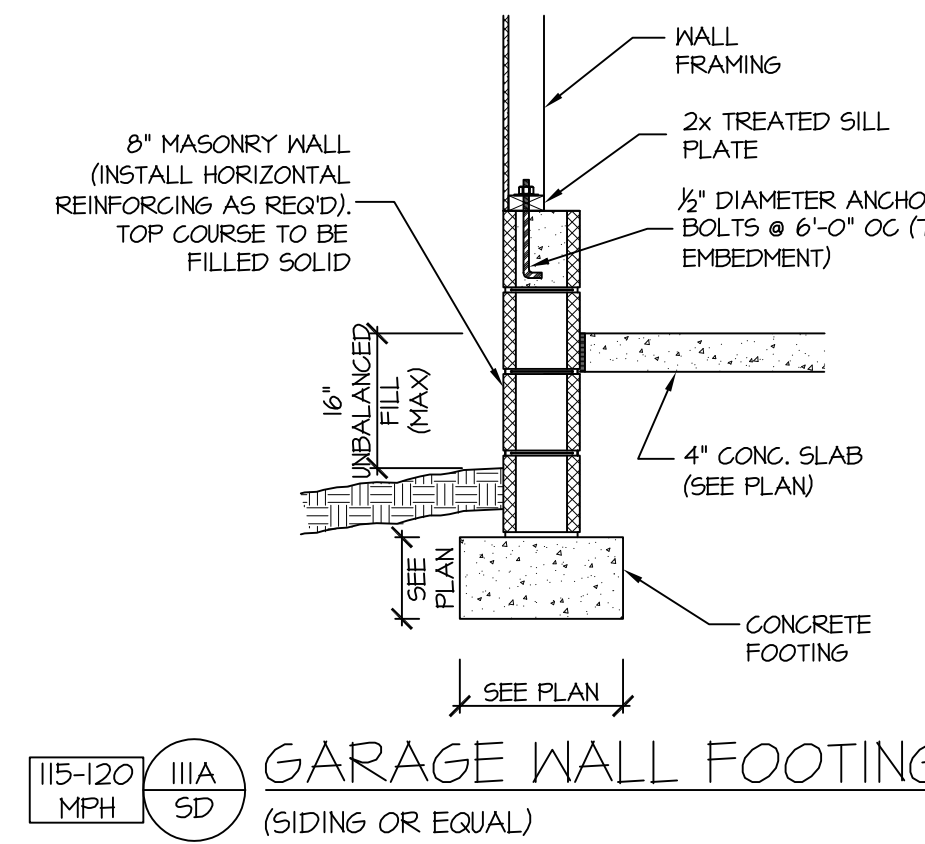 WALL
FRAMING
2x TREATED SILL
PLATE
½" DIAMETER ANCHO
BOLTS @ 6'-0" OC (
EMBEDMENT)
8" MASONRY WALL
(INSTALL HORIZONTAL
REINFORCING AS REQ'D).
TOP COURSE TO BE
FILLED SOLID
16"
UNBALANCED
FILL
(MAX)
4" CONC. SLAB
(SEE PLAN)
SEE
PLAN
CONCRETE
FOOTING
SEE PLAN
115-120
MPH
111A
SD
GARAGE WALL FOOTING
(SIDING OR EQUAL)